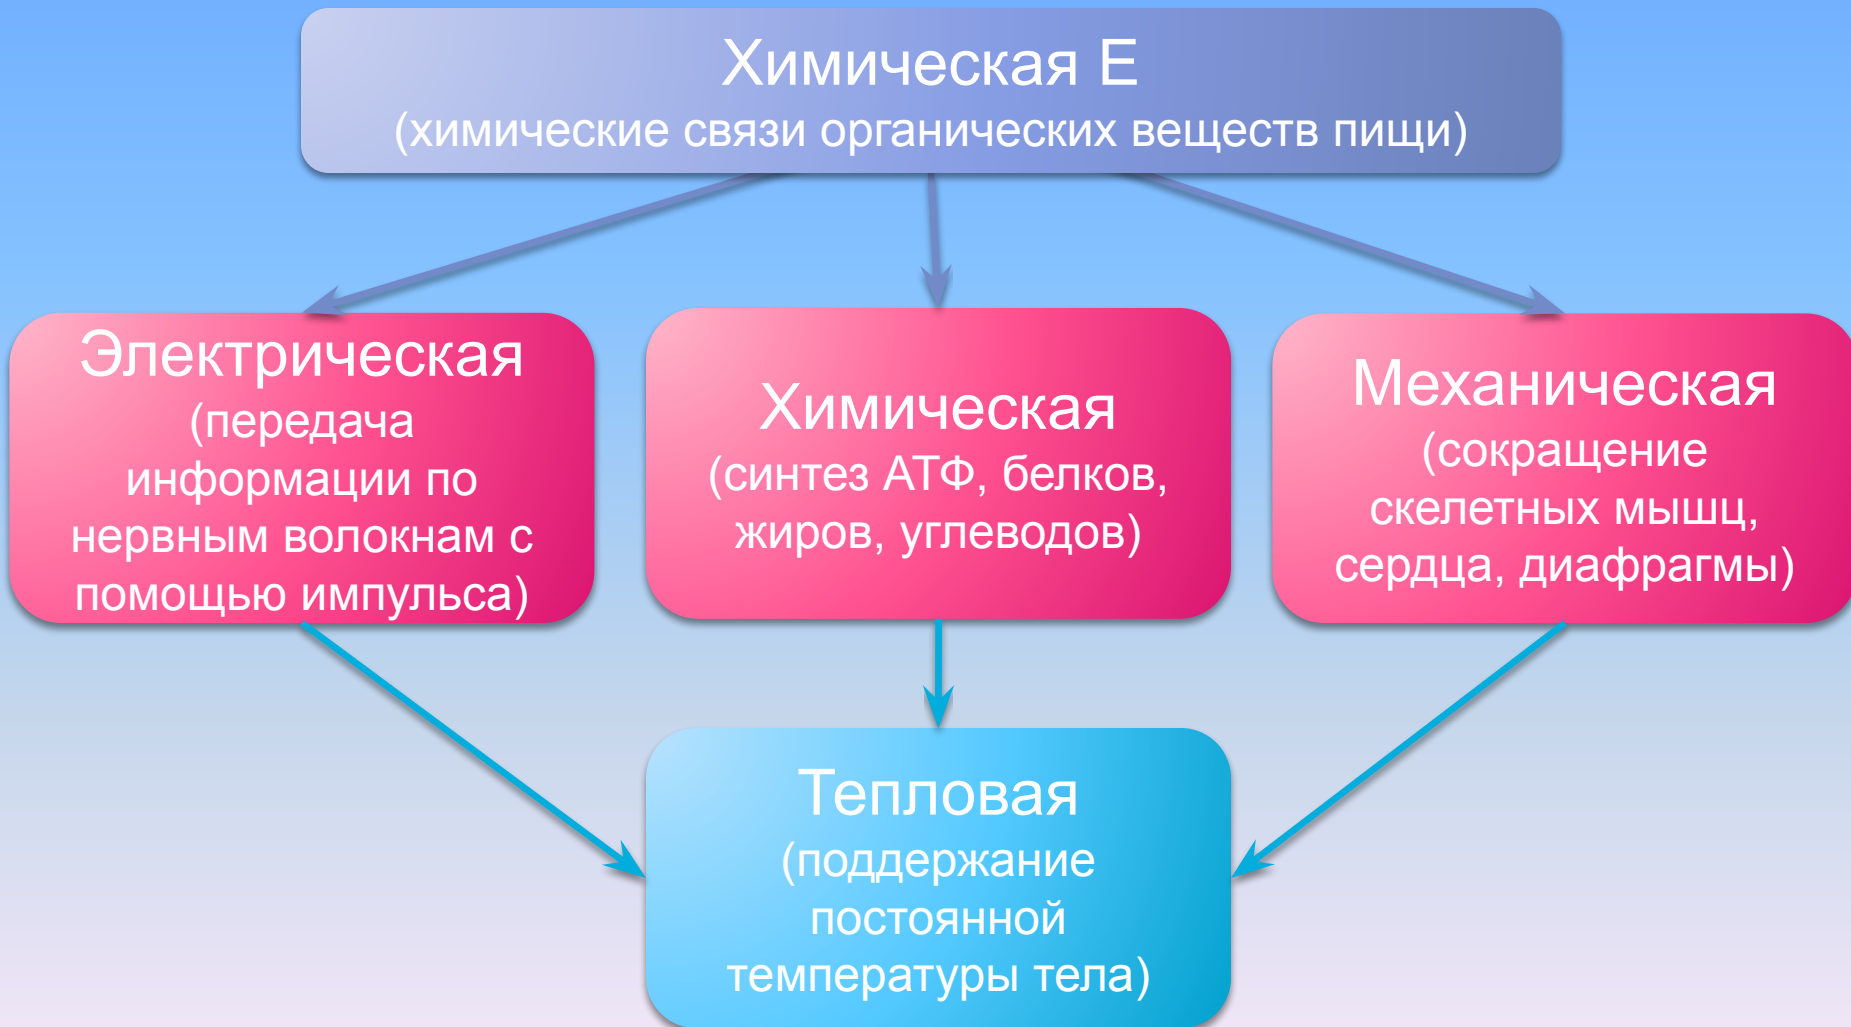 Химическая Е
(химические связи органических веществ пищи)
Электрическая
(передача
информации по
нервным волокнам с
помощью импульса)
Химическая
(синтез АТФ, белков,
жиров, углеводов)
Механическая
(сокращение
скелетных мышц,
сердца, диафрагмы)
Тепловая
(поддержание
постоянной
температуры тела)